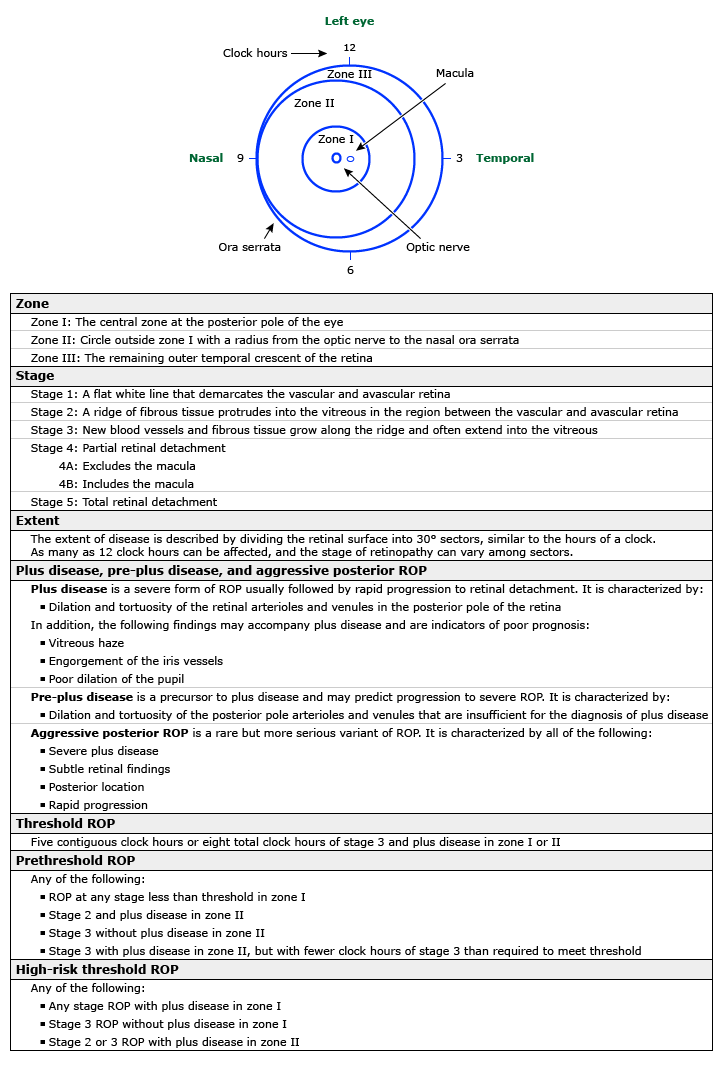 Left eye
Clock hours
12
Zone III
Macula
Zone II
Zone I
Nasal 9
3 Temporal
Ora serrata
Optic nerve
6
Zone
Zone I: The central zone at the posterior pole of the eye
Zone II: Circle outside zone I with a radius from the optic nerve to the nasal ora serrata
Zone III: The remaining outer temporal crescent of the retina
Stage
Stage 1: A flat white line that demarcates the vascular and avascular retina
Stage 2: A ridge of fibrous tissue protrudes into the vitreous in the region between the vascular and avascular retina
Stage 3: New blood vessels and fibrous tissue grow along the ridge and often extend into the vitreous
Stage 4: Partial retinal detachment
4A: Excludes the macula
4B: Includes the macula
Stage 5: Total retinal detachment
Extent
The extent of disease is described by dividing the retinal surface into 30° sectors, similar to the hours of a clock.
As many as 12 clock hours can be affected, and the stage of retinopathy can vary among sectors.
Plus disease, pre-plus disease, and aggressive posterior ROP
Plus disease is a severe form of ROP usually followed by rapid progression to retinal detachment. It is characterized by:
▪ Dilation and tortuosity of the retinal arterioles and venules in the posterior pole of the retina
In addition, the following findings may accompany plus disease and are indicators of poor prognosis:
▪ Vitreous haze
▪ Engorgement of the iris vessels
▪ Poor dilation of the pupil
Pre-plus disease is a precursor to plus disease and may predict progression to severe ROP. It is characterized by:
▪ Dilation and tortuosity of the posterior pole arterioles and venules that are insufficient for the diagnosis of plus disease
Aggressive posterior ROP is a rare but more serious variant of ROP. It is characterized by all of the following:
▪ Severe plus disease
▪ Subtle retinal findings
▪ Posterior location
▪ Rapid progression
Threshold ROP
Five contiguous clock hours or eight total clock hours of stage 3 and plus disease in zone I or II
Prethreshold ROP
Any of the following:
▪ ROP at any stage less than threshold in zone I
▪ Stage 2 and plus disease in zone II
▪ Stage 3 without plus disease in zone II
▪ Stage 3 with plus disease in zone II, but with fewer clock hours of stage 3 than required to meet threshold
High-risk threshold ROP
Any of the following:
▪ Any stage ROP with plus disease in zone I
▪ Stage 3 ROP without plus disease in zone I
▪ Stage 2 or 3 ROP with plus disease in zone II